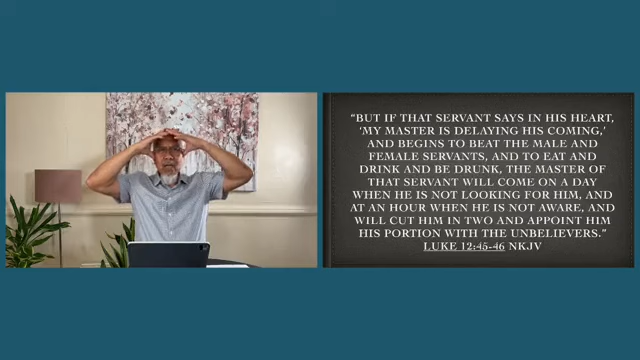 “BUT IF THAT SERVANT SAYS IN HIS HEART,
‘MY MASTER IS DELAYING HIS COMING,’
AND BEGINS TO BEAT THE MALE AND
FEMALE SERVANTS, AND TO EAT AND
DRINK AND BE DRUNK, THE MASTER OF
THAT SERVANT WILL COME ON A DAY
WHEN HE IS NOT LOOKING FOR HIM, AND
AT AN HOUR WHEN HE IS NOT AWARE, AND
WILL CUT HIM IN TWO AND APPOINT HIM
HIS PORTION WITH THE UNBELIEVERS.”
LUKE 12:45-46 NKJV